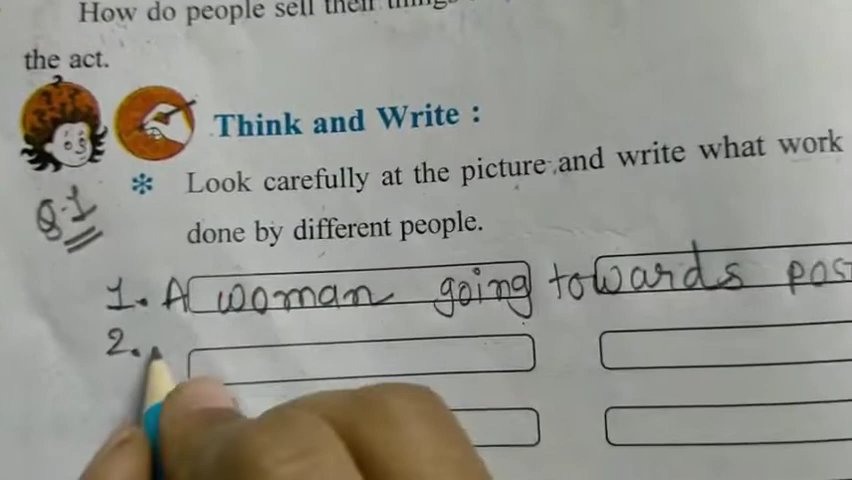 How do people sell their things
the act.
Think and Write :
Q.1
* Look carefully at the picture and write what work
done by different people.
1. A woman going towards pos
2.